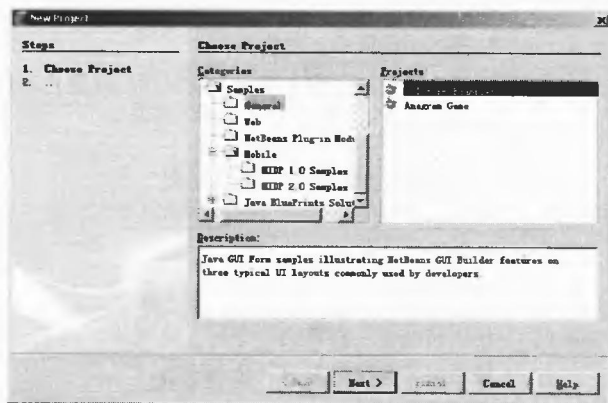 New Project
Steps
1. Choose Project
2. ..
Choose Project
Categories
Samples
General
Web
NetBeans Plug-in Modu
Mobile
MIDP 1.0 Samples
MIDP 2.0 Samples
Java BluePrints Solut
Projects
Anagram Game
Description:
Java GUI Form samples illustrating NetBeans GUI Builder features on
three typical UI layouts commonly used by developers.
Next >
Cancel
Help